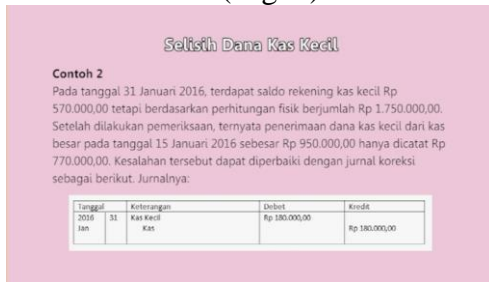 Selisih Dana Kas Kecil
Contoh 2
Pada tanggal 31 Januari 2016, terdapat saldo rekening kas kecil Rp
570.000,00 tetapi berdasarkan perhitungan fisik berjumlah Rp 1.750.000,00.
Setelah dilakukan pemeriksaan, ternyata penerimaan dana kas kecil dari kas
besar pada tanggal 15 Januari 2016 sebesar Rp 950.000,00 hanya dicatat Rp
770.000,00. Kesalahan tersebut dapat diperbaiki dengan jurnal koreksi
sebagai berikut. Jurnalnya:
Tanggal Keterangan Debet Kredit
2016 31 Kas Kecil Rp 180.000,00
Jan Kas Rp 180.000,00